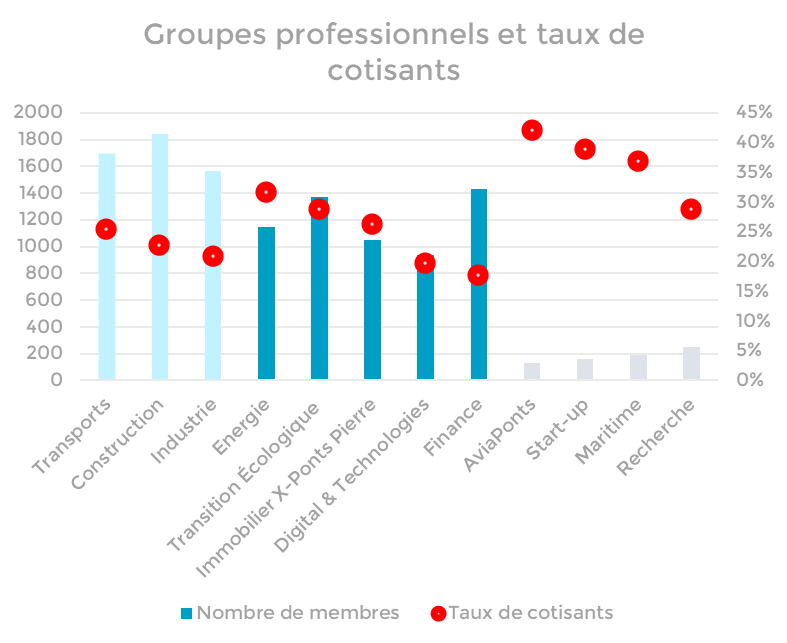 Groupes professionnels et taux de
cotisants
2000
1800
1600
1400
1200
1000
800
600
400
200
0
45%
40%
35%
30%
25%
20%
15%
10%
5%
0%
Transports
Construction
Industrie
Energie
Transition Écologique
Immobilier X-Ponts Pierre
Digital & Technologies
Finance
AviaPonts
Start-up
Maritime
Recherche
Nombre de membres
Taux de cotisants